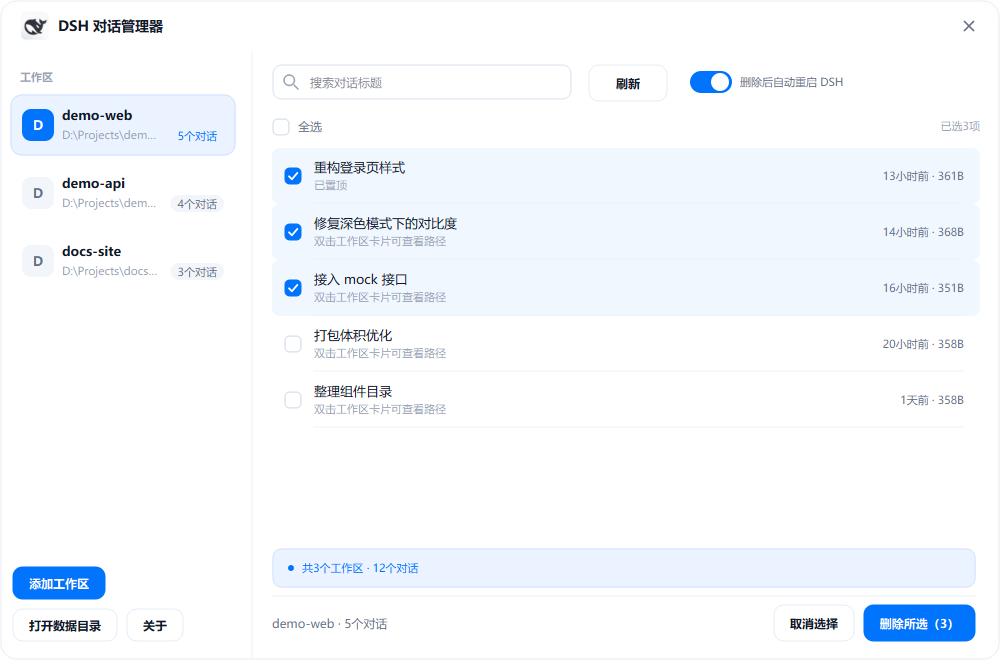 DSH 对话管理器
工作区
D
demo-web
D:\Projects\dem...
5个对话
D
demo-api
D:\Projects\dem...
4个对话
D
docs-site
D:\Projects\docs...
3个对话
添加工作区
打开数据目录
关于
搜索对话标题
刷新
删除后自动重启 DSH
全选
已选3项
重构登录页样式
已置顶
13小时前 · 361B
修复深色模式下的对比度
双击工作区卡片可查看路径
14小时前 · 368B
接入 mock 接口
双击工作区卡片可查看路径
16小时前 · 351B
打包体积优化
双击工作区卡片可查看路径
20小时前 · 358B
整理组件目录
双击工作区卡片可查看路径
1天前 · 358B
共3个工作区 · 12个对话
demo-web · 5个对话
取消选择
删除所选（3）